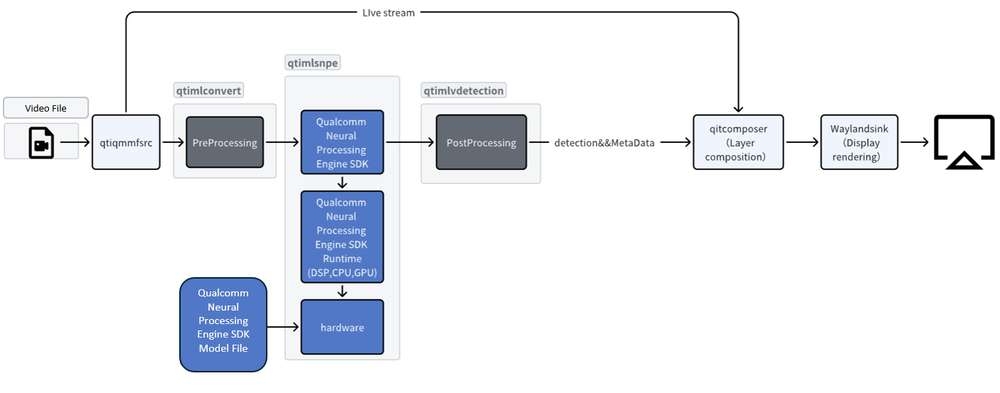 LIve stream
qtimlsnpe
qtimlconvert
qtimlvdetection
Video File
qtiqmmfsrc
PreProcessing
Qualcomm
Neural
Processing
Engine SDK
PostProcessing
detection&&MetaData
qitcomposer
（Layer
composition）
Waylandsink
（Display
rendering）
Qualcomm
Neural
Processing
Engine SDK
Runtime
(DSP,CPU,GPU)
Qualcomm
Neural
Processing
Engine SDK
Model File
hardware